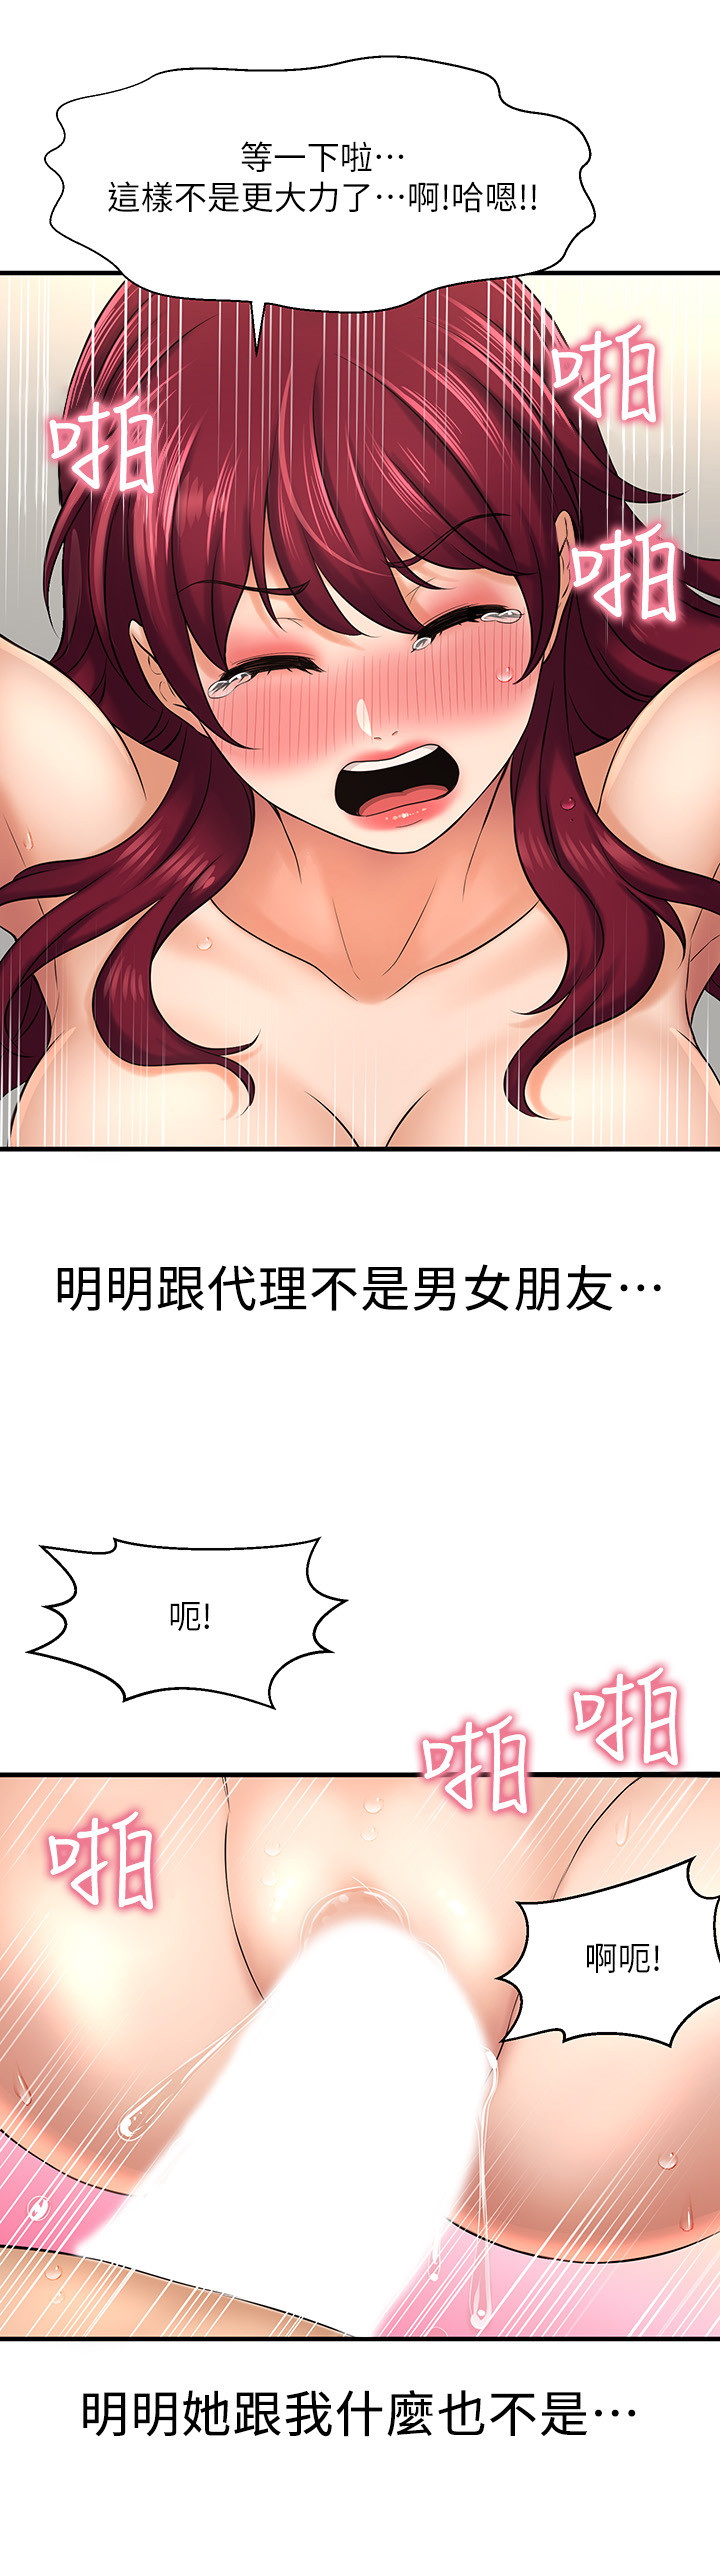 等一下啦⋯
這樣不是更大力了⋯啊!哈嗯!!
啪
啪
啪
明明跟代理不是男女朋友⋯
呃!
啪
啪
啪
啊呃!
明明她跟我什麼也不是⋯